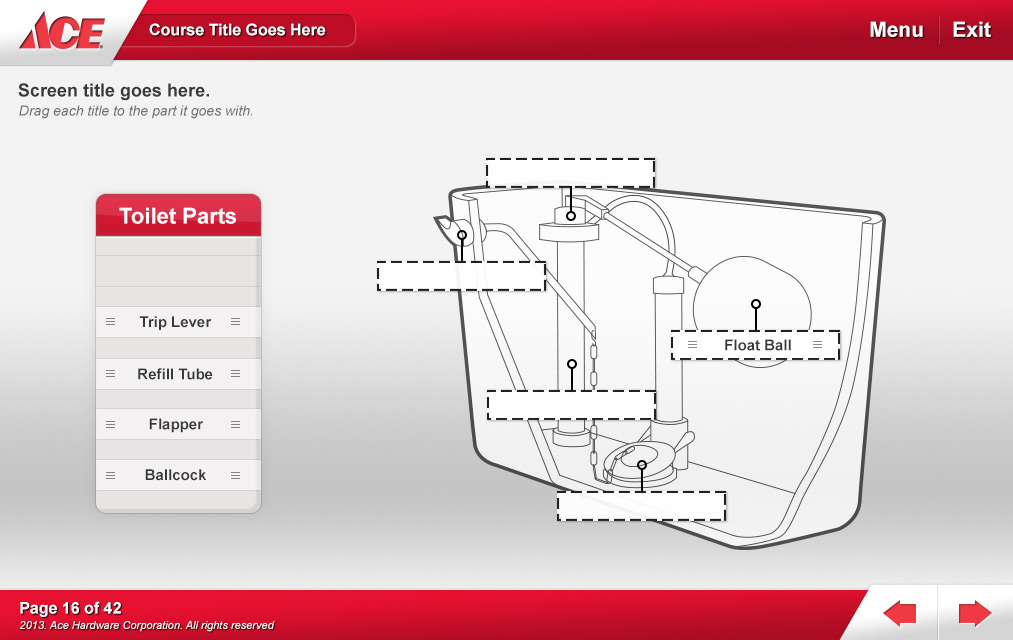 ACE
Course Title Goes Here
Menu
Exit
Screen title goes here.
Drag each title to the part it goes with.
Toilet Parts
Trip Lever
Refill Tube
Flapper
Ballcock
Float Ball
Page 16 of 42
2013. Ace Hardware Corporation. All rights reserved